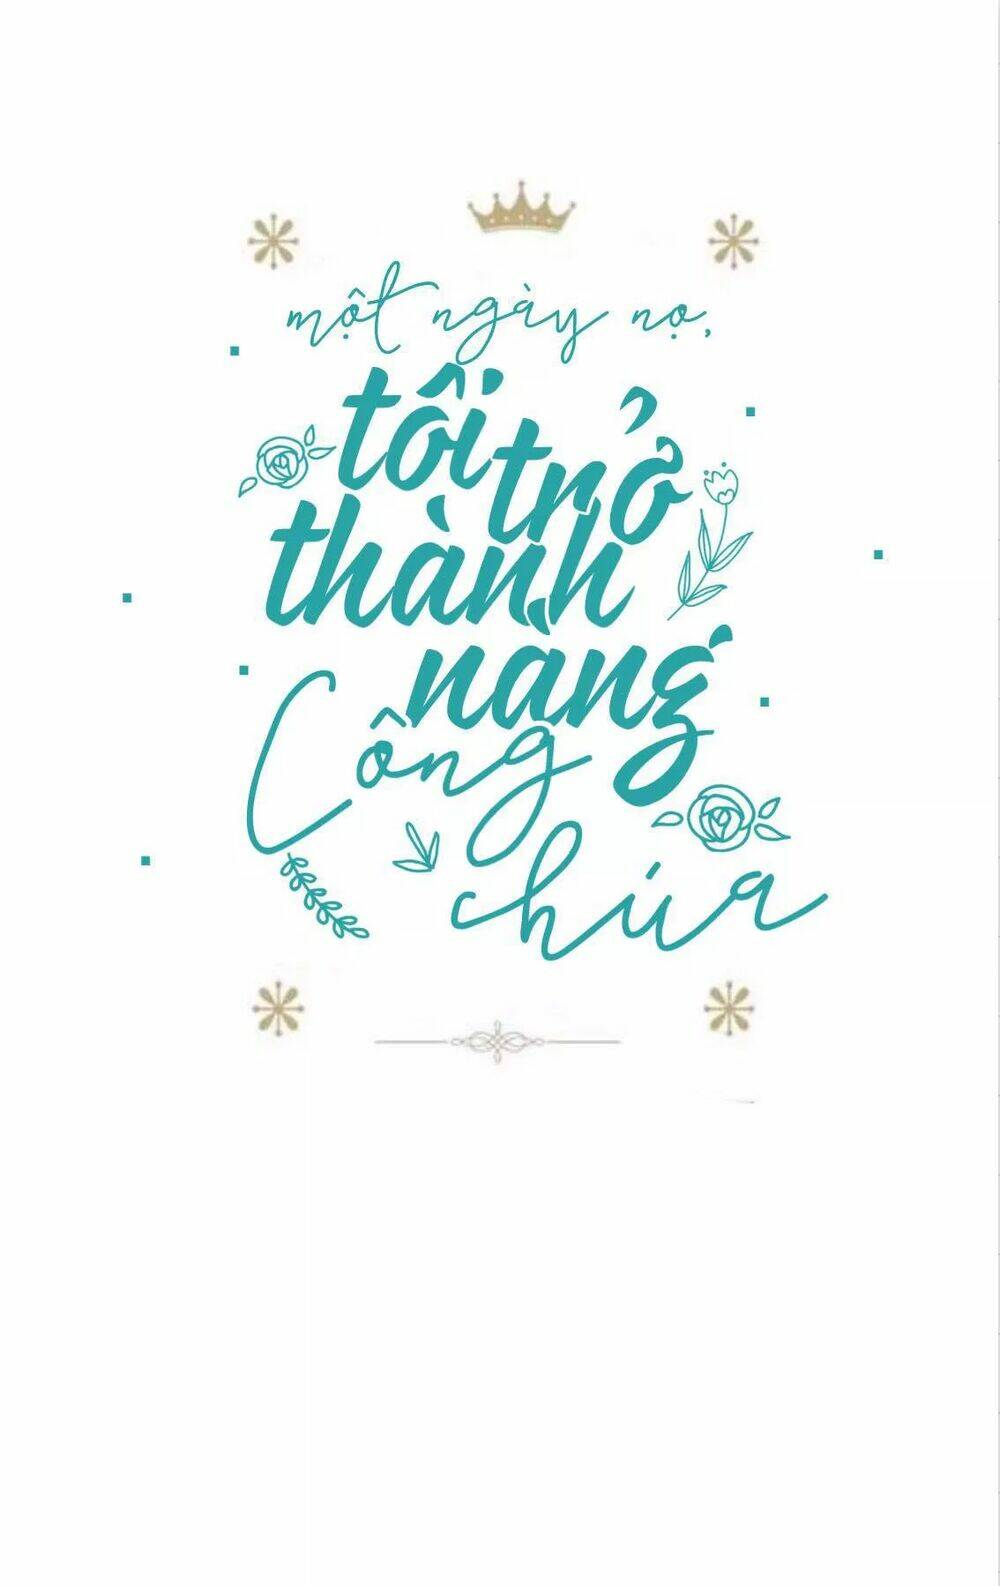 một ngày nọ,
tôi trở
thành
nàng
Công
chúa